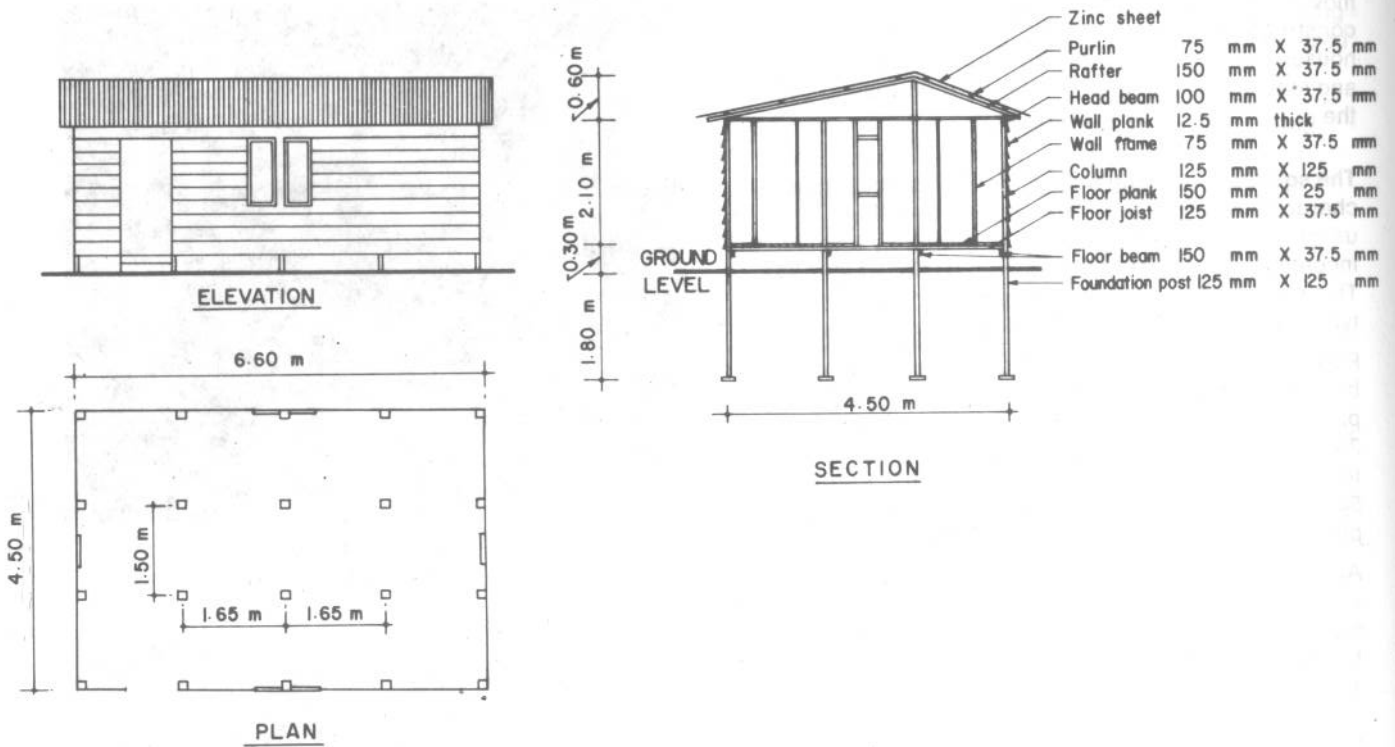 Zinc sheet
Purlin 75 mm X 37.5 mm
Rafter 150 mm X 37.5 mm
Head beam 100 mm X 37.5 mm
Wall plank 12.5 mm thick
Wall frame 75 mm X 37.5 mm
Column 125 mm X 125 mm
Floor plank 150 mm X 25 mm
Floor joist 125 mm X 37.5 mm
Floor beam 150 mm X 37.5 mm
Foundation post 125 mm X 125 mm
0.60 m
2.10 m
0.30 m
GROUND
LEVEL
1.80 m
4.50 m
SECTION
ELEVATION
6.60 m
4.50 m
1.50 m
1.65 m 1.65 m
PLAN